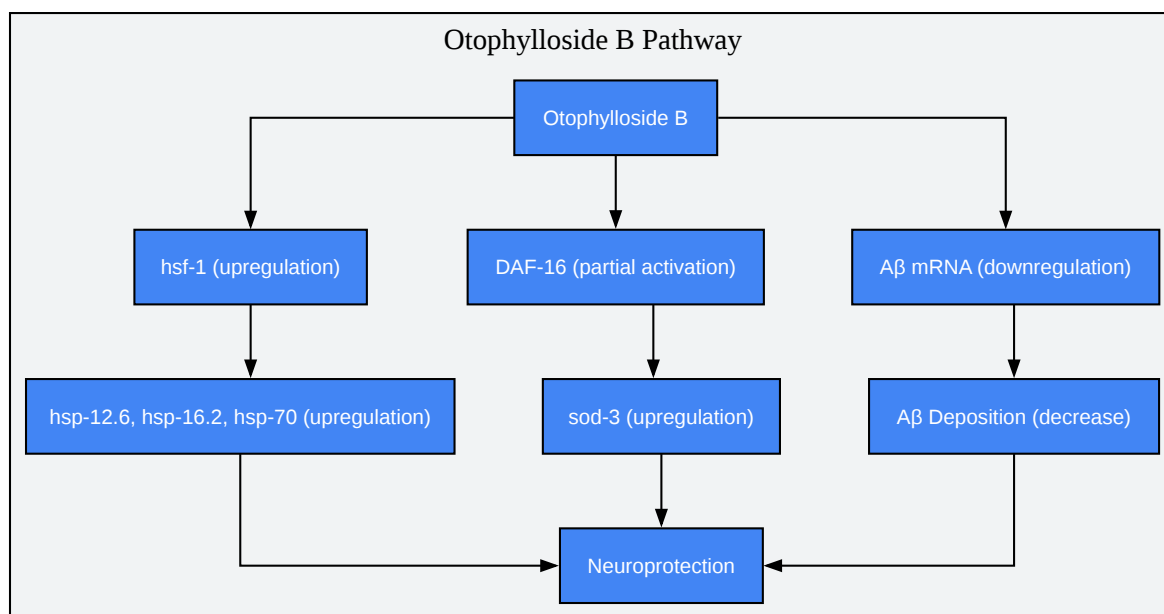 Otophylloside B Pathway
Otophylloside B
hsf-1 (upregulation)
DAF-16 (partial activation)
Aβ mRNA (downregulation)
hsp-12.6, hsp-16.2, hsp-70 (upregulation)
sod-3 (upregulation)
Aβ Deposition (decrease)
Neuroprotection